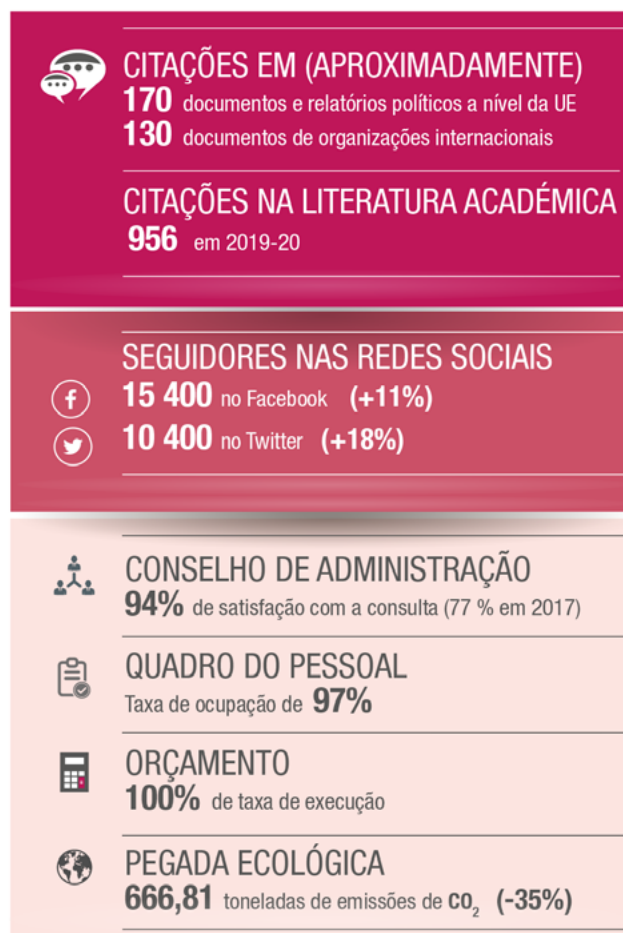 CITAÇÕES EM (APROXIMADAMENTE)
170 documentos e relatórios políticos a nível da UE
130 documentos de organizações internacionais
CITAÇÕES NA LITERATURA ACADÉMICA
956 em 2019-20
SEGUIDORES NAS REDES SOCIAIS
15 400 no Facebook (+11%)
10 400 no Twitter (+18%)
CONSELHO DE ADMINISTRAÇÃO
94% de satisfação com a consulta (77 % em 2017)
QUADRO DO PESSOAL
Taxa de ocupação de 97%
ORÇAMENTO
100% de taxa de execução
PEGADA ECOLÓGICA
666,81 toneladas de emissões de CO₂ (-35%)